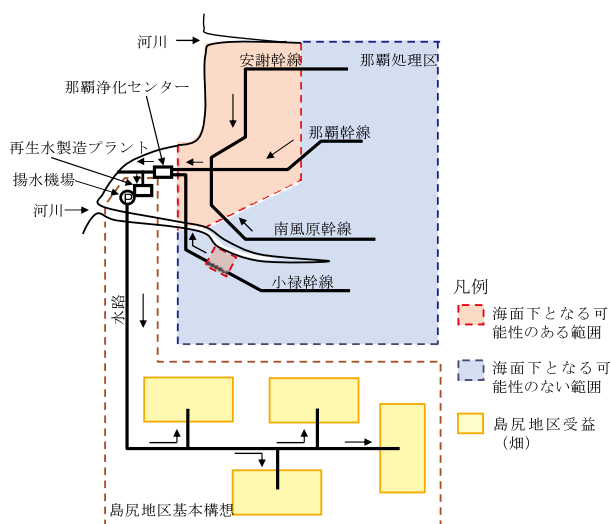 河川
安謝幹線
那覇処理区
那覇浄化センター
那覇幹線
再生水製造プラント
揚水機場
P
河川
南風原幹線
小禄幹線
水路
凡例
海面下となる可
能性のある範囲
海面下となる可
能性のない範囲
島尻地区受益
（畑）
島尻地区基本構想